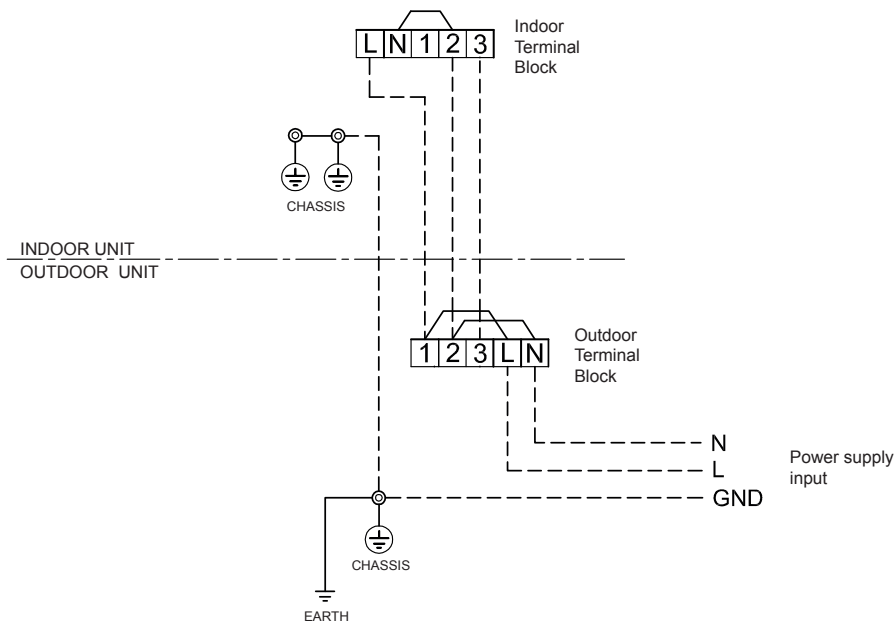 Indoor
Terminal
Block
L N 1 2 3
CHASSIS
INDOOR UNIT
OUTDOOR UNIT
Outdoor
Terminal
Block
1 2 3 L N
N
L
GND
Power supply
input
CHASSIS
EARTH